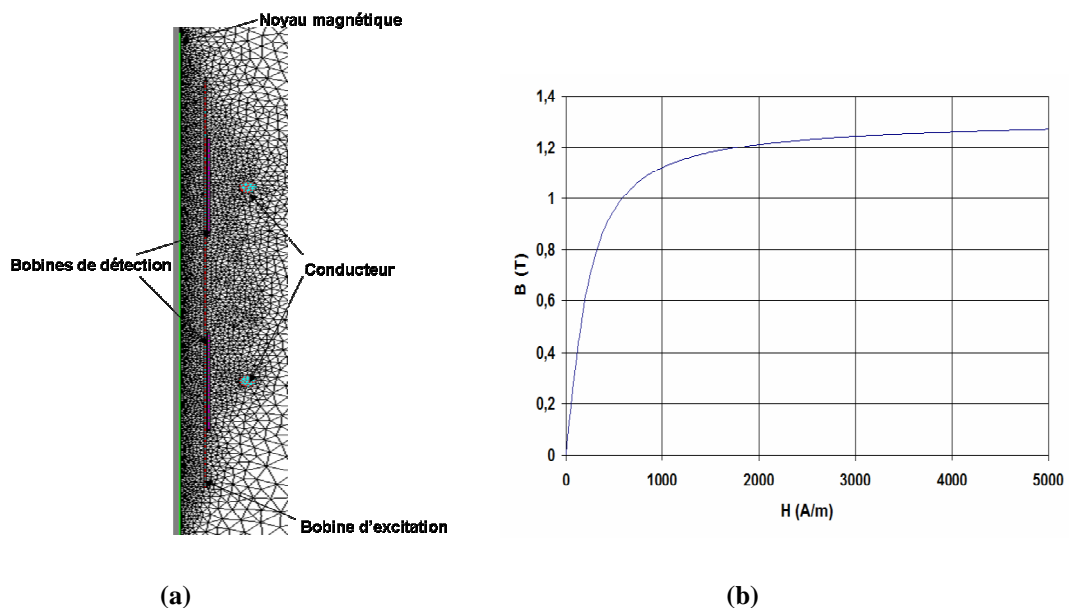 Noyau magnétique
Bobines de détection
Conducteur
Bobine d'excitation
(a)
1,4
1,2
1
0,8
0,6
0,4
0,2
0
B (T)
0
1000
2000
3000
4000
5000
H (A/m)
(b)